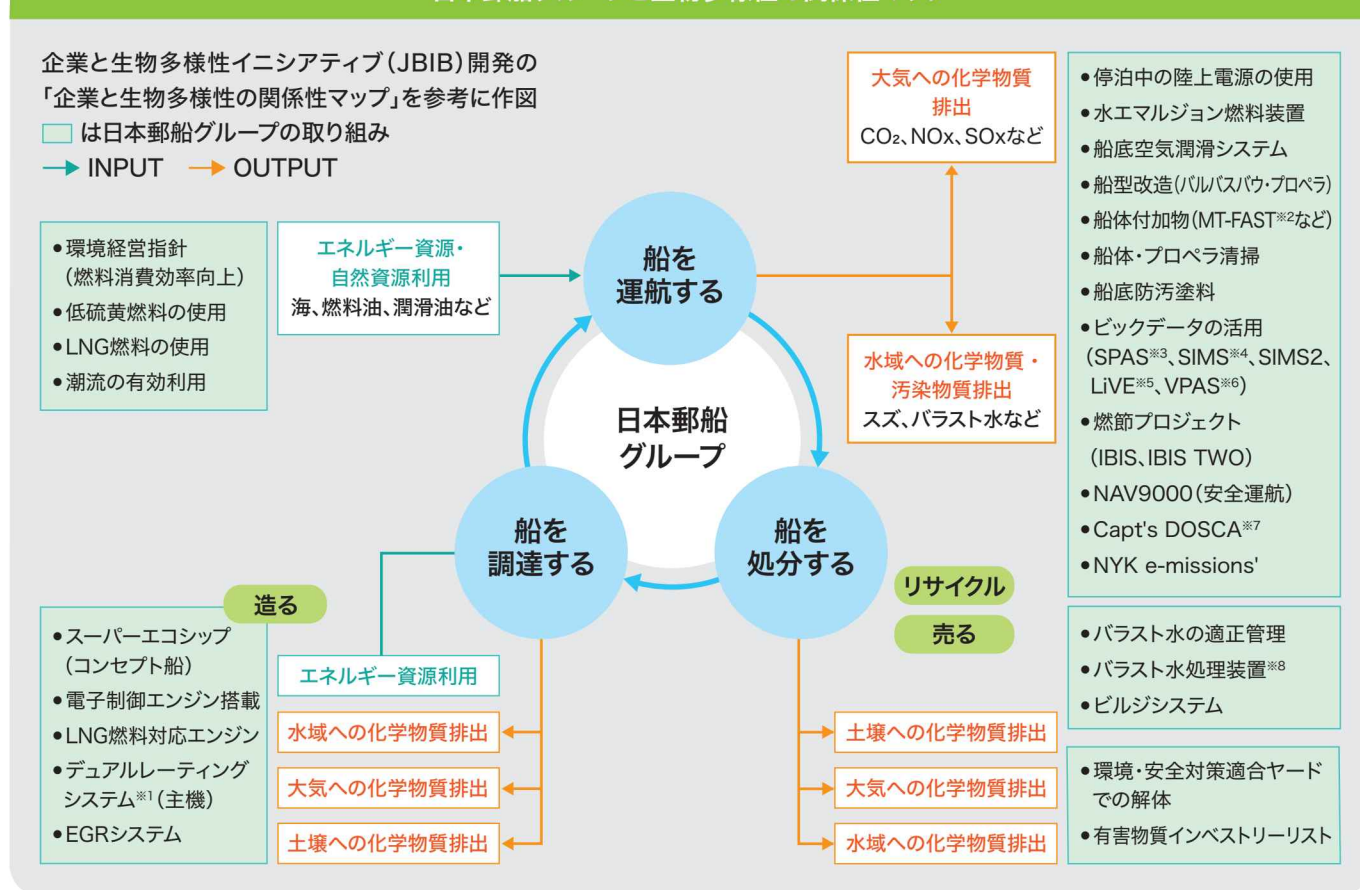 企業と生物多様性イニシアティブ（JBIB）開発の
「企業と生物多様性の関係性マップ」を参考に作図
は日本郵船グループの取り組み
INPUT OUTPUT
大気への化学物質
排出
CO₂、NOx、SOxなど
●停泊中の陸上電源の使用
●水エマルジョン燃料装置
●船底空気潤滑システム
●船型改造（バルバスバウ・プロペラ）
●船体付加物（MT-FAST※2など）
●船体・プロペラ清掃
●船底防汚塗料
●ビックデータの活用
（SPAS※3、SIMS※4、SIMS2、
LiVE※5、VPAS※6）
●燃節プロジェクト
（IBIS、IBIS TWO）
●NAV9000（安全運航）
●Capt's DOSCA※7
●NYK e-missions'
●環境経営指針
（燃料消費効率向上）
●低硫黄燃料の使用
●LNG燃料の使用
●潮流の有効利用
エネルギー資源・
自然資源利用
海、燃料油、潤滑油など
船を
運航する
水域への化学物質・
汚染物質排出
スズ、バラスト水など
日本郵船
グループ
船を
調達する
船を
処分する
リサイクル
売る
造る
●スーパーエコシップ
（コンセプト船）
●電子制御エンジン搭載
●LNG燃料対応エンジン
●デュアルレーティング
システム※1（主機）
●EGRシステム
エネルギー資源利用
水域への化学物質排出
大気への化学物質排出
土壌への化学物質排出
土壌への化学物質排出
大気への化学物質排出
水域への化学物質排出
●バラスト水の適正管理
●バラスト水処理装置※8
●ビルジシステム
●環境・安全対策適合ヤード
での解体
●有害物質インベストリーリスト